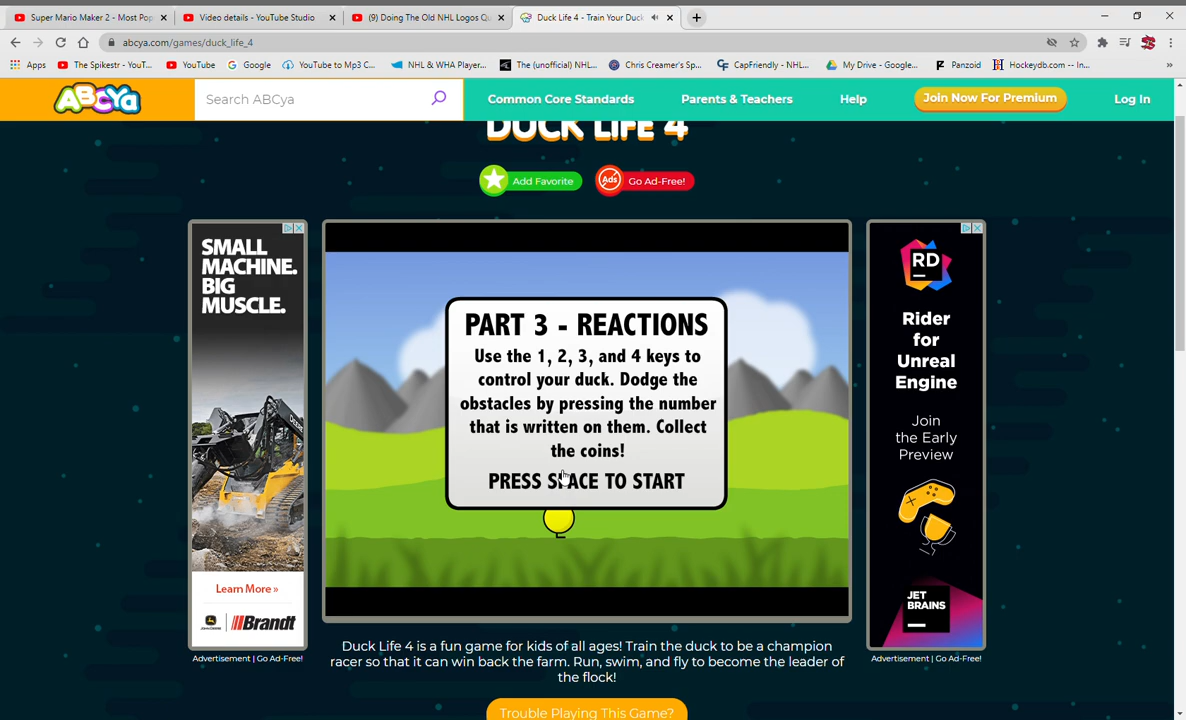 Super Mario Maker 2 - Most Pop
Video details - YouTube Studio
(9) Doing The Old NHL Logos Qu
Duck Life 4 - Train Your Duck
abcya.com/games/duck_life_4
Apps
The Spikestr - YouT...
YouTube
Google
YouTube to Mp3 C...
NHL & WHA Player...
The (unofficial) NHL...
Chris Creamer's Sp...
CapFriendly - NHL...
My Drive - Google...
Panzoid
Hockeydb.com -- In...
ABCYa
Search ABCya
Common Core Standards
Parents & Teachers
Help
Join Now For Premium
Log In
DUCK LIFE 4
Add Favorite
Ads
Go Ad-Free!
SMALL
MACHINE.
BIG
MUSCLE.
Learn More »
Brandt
Advertisement | Go Ad-Free!
PART 3 - REACTIONS
Use the 1, 2, 3, and 4 keys to
control your duck. Dodge the
obstacles by pressing the number
that is written on them. Collect
the coins!
PRESS SPACE TO START
RD
Rider
for
Unreal
Engine
Join
the Early
Preview
JET
BRAINS
Advertisement | Go Ad-Free!
Duck Life 4 is a fun game for kids of all ages! Train the duck to be a champion
racer so that it can win back the farm. Run, swim, and fly to become the leader of
the flock!
Trouble Playing This Game?